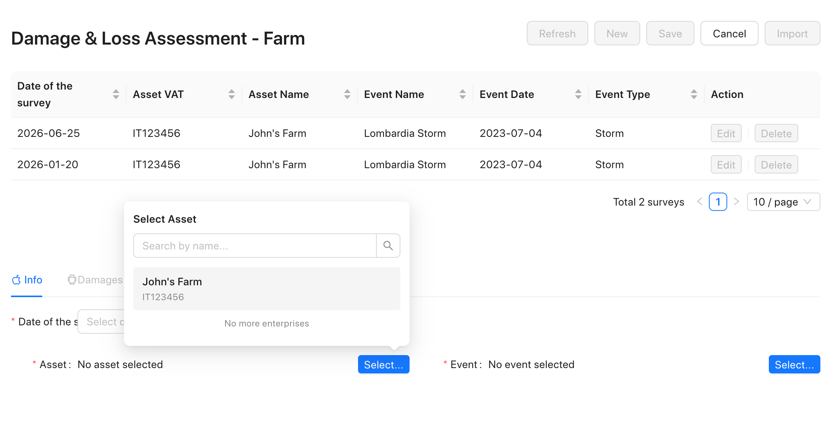 Damage & Loss Assessment - Farm
Refresh
New
Save
Cancel
Import
Date of the survey
Asset VAT
Asset Name
Event Name
Event Date
Event Type
Action
2026-06-25 IT123456 John's Farm Lombardia Storm 2023-07-04 Storm Edit Delete
2026-01-20 IT123456 John's Farm Lombardia Storm 2023-07-04 Storm Edit Delete
Total 2 surveys 1 10 / page
Select Asset
Search by name...
John's Farm
IT123456
No more enterprises
Info Damages
* Date of the s Select
* Asset : No asset selected Select... * Event : No event selected Select...